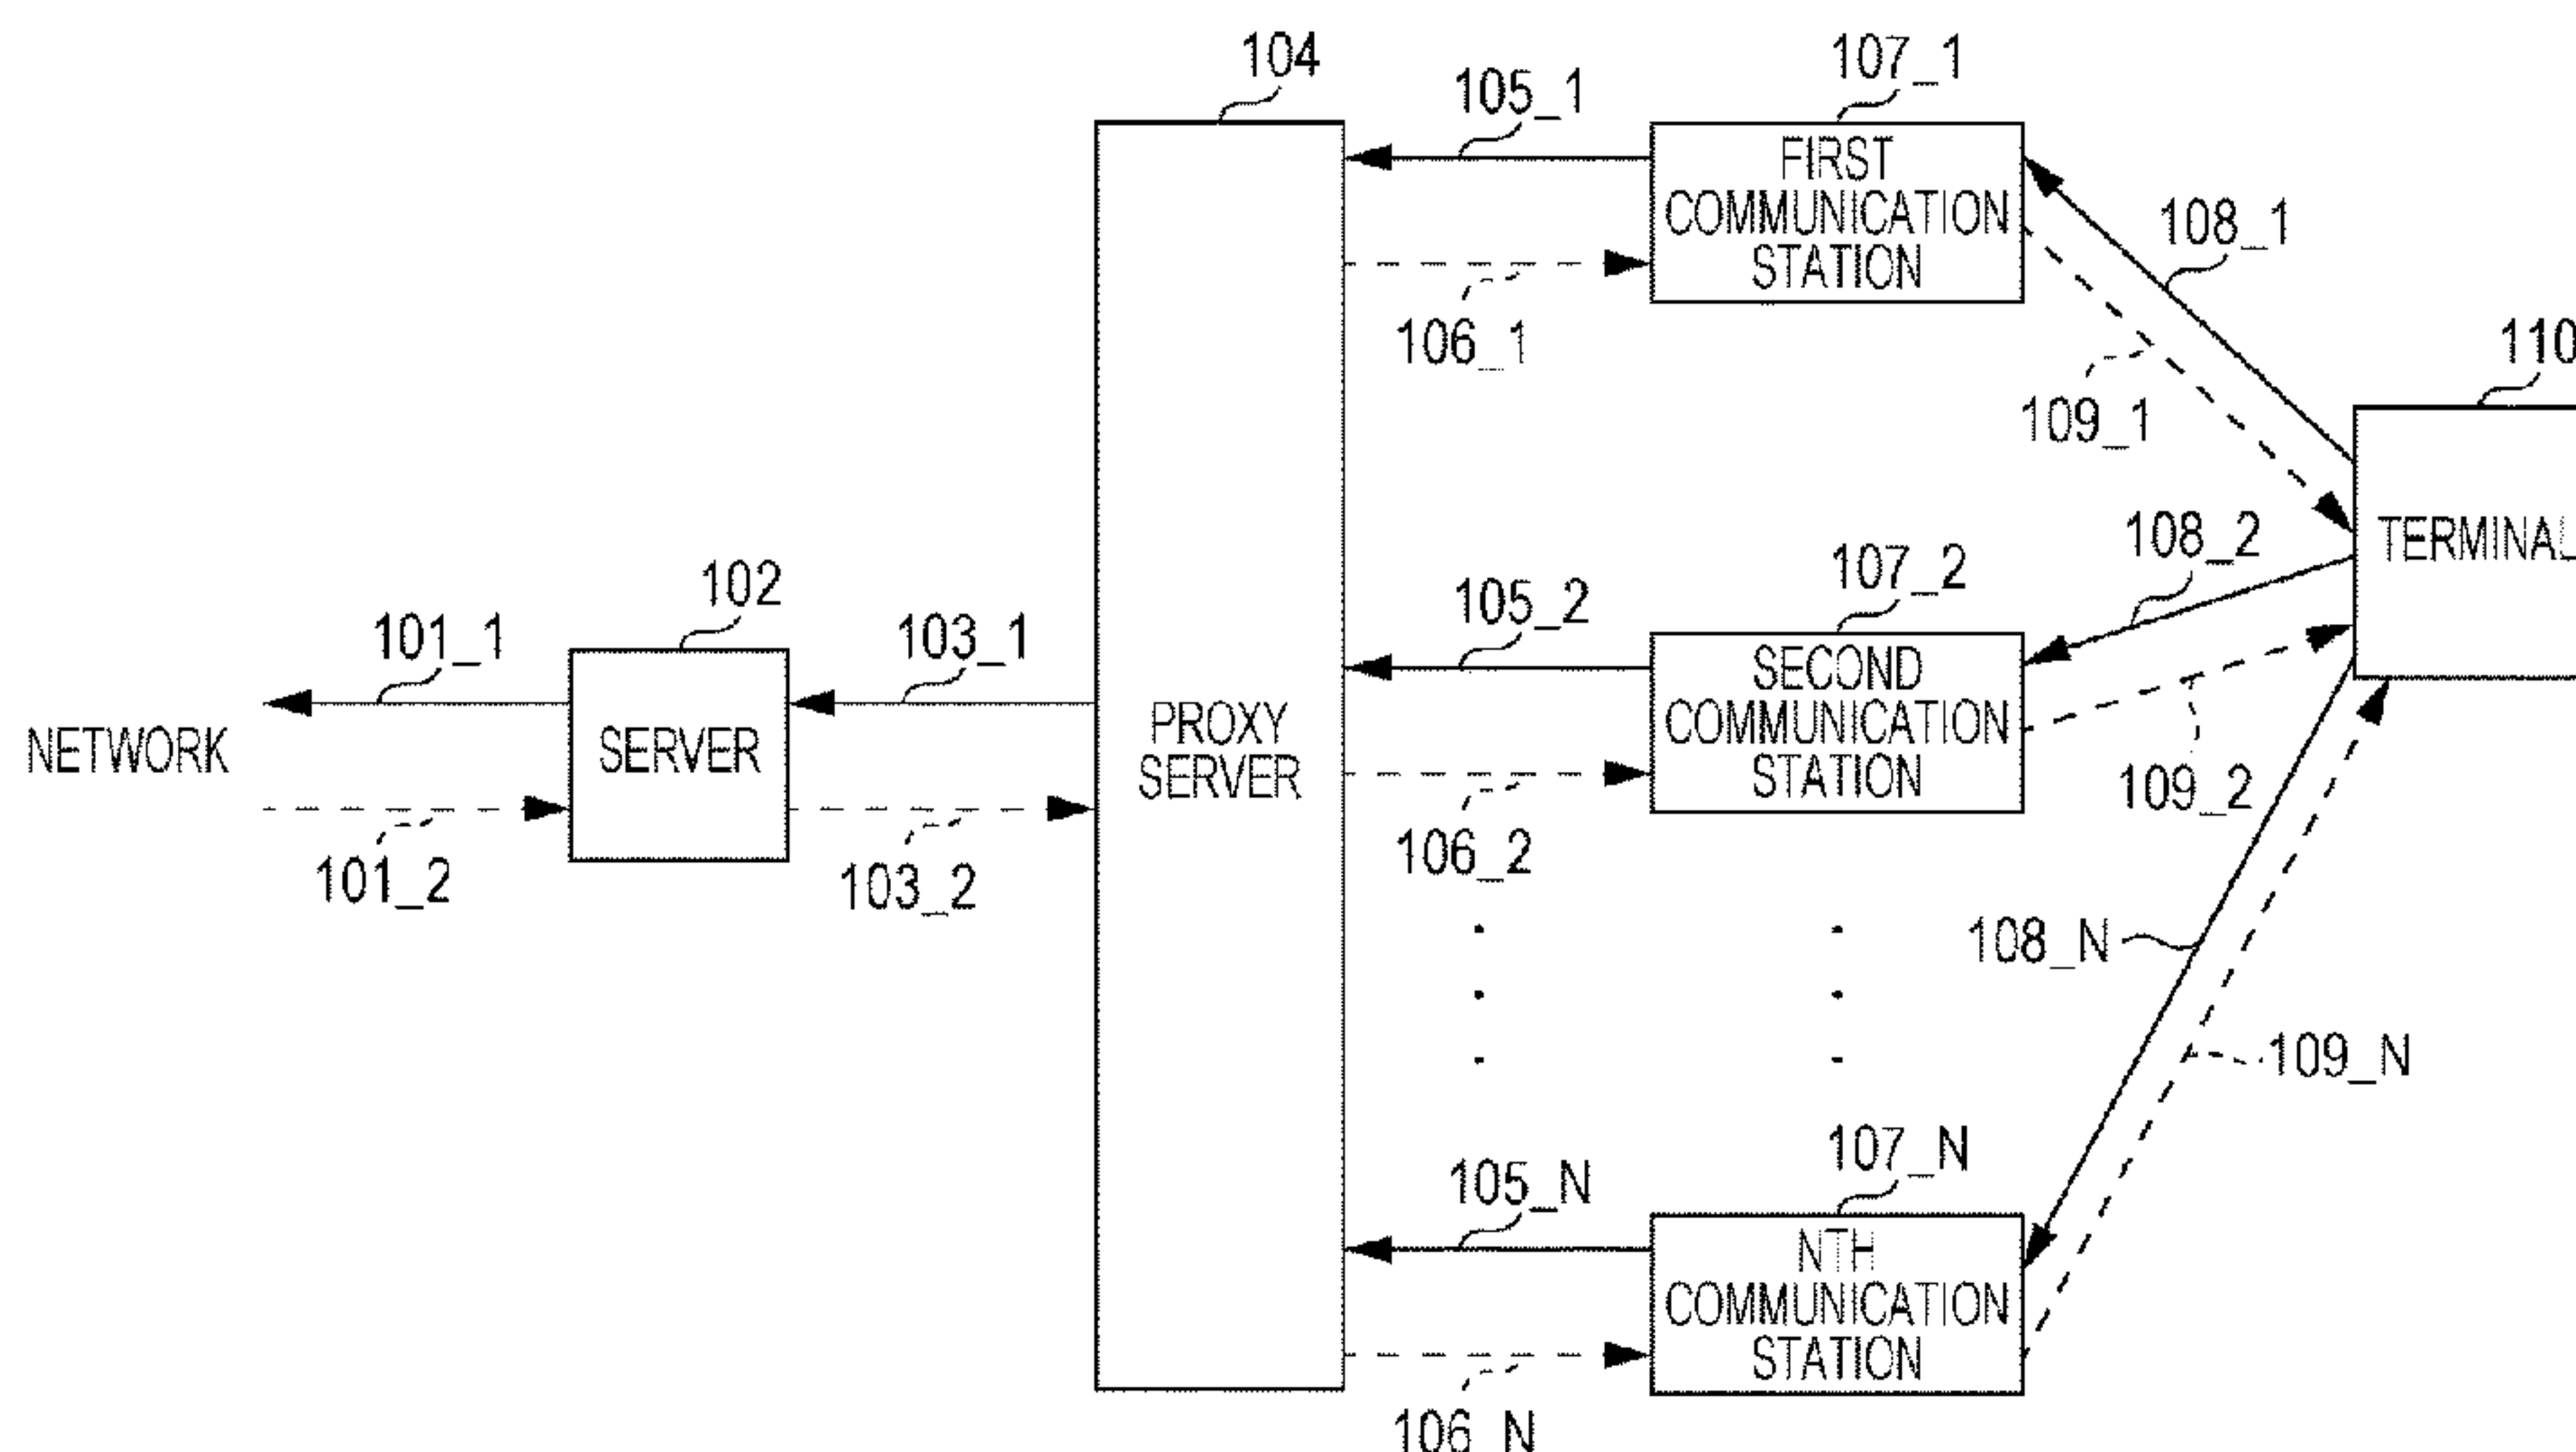 104
107_1
105_1
FIRST
COMMUNICATION
STATION
108_1
106_1
109_1
110
TERMINAL
108_2
107_2
105_2
102
101_1
103_1
SECOND
COMMUNICATION
STATION
NETWORK
SERVER
PROXY
SERVER
109_2
101_2
103_2
106_2
108_N
109_N
107_N
105_N
NTH
COMMUNICATION
STATION
106_N